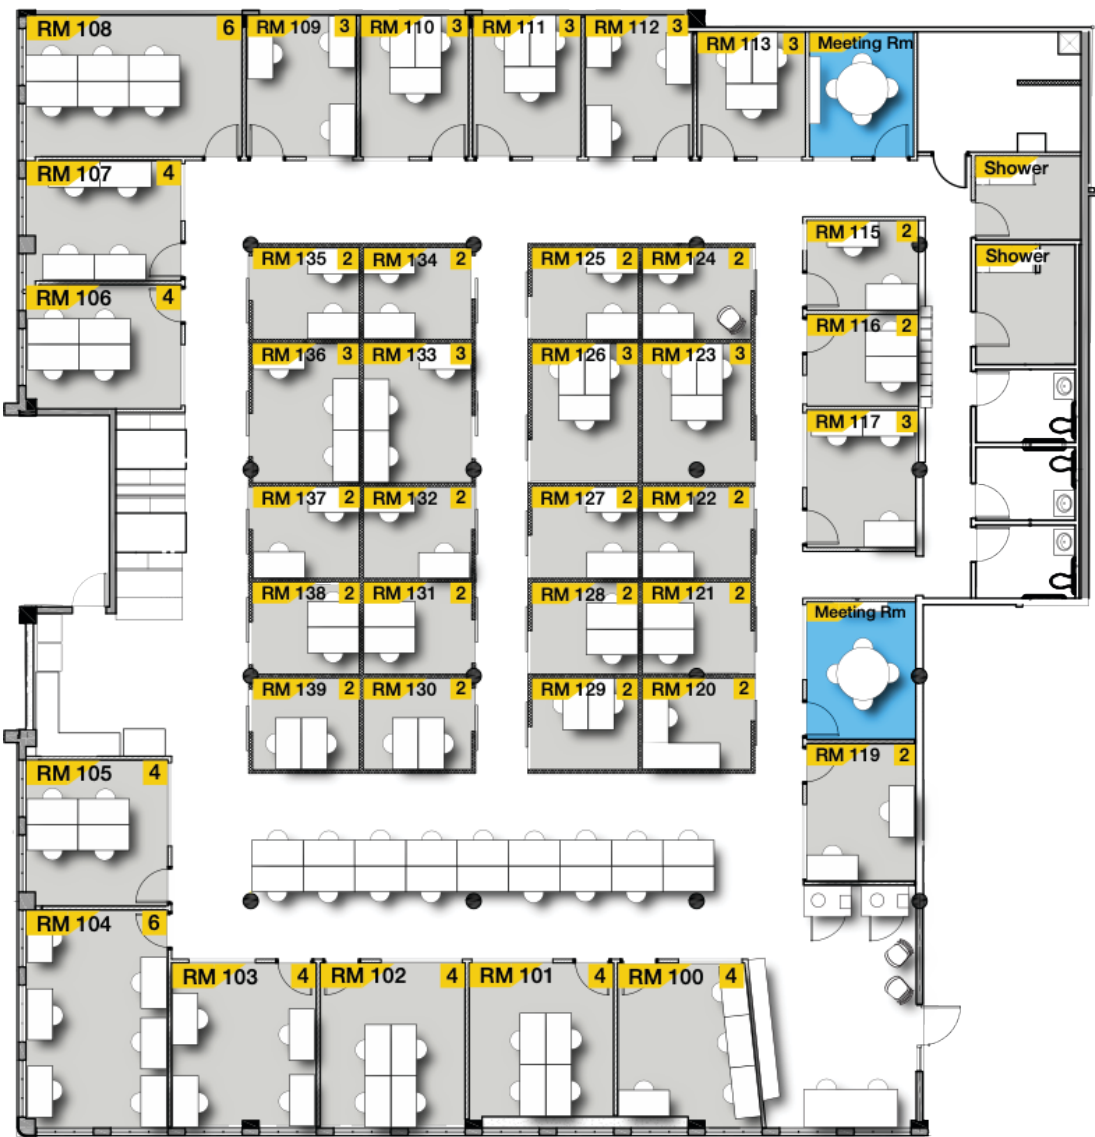 RM 108 6
RM 109 3
RM 110 3
RM 111 3
RM 112 3
RM 113 3
Meeting Rm
RM 107 4
Shower
RM 115 2
RM 135 2
RM 134 2
RM 125 2
RM 124 2
Shower
RM 106 4
RM 116 2
RM 136 3
RM 133 3
RM 126 3
RM 123 3
RM 117 3
RM 137 2
RM 132 2
RM 127 2
RM 122 2
RM 138 2
RM 131 2
RM 128 2
RM 121 2
Meeting Rm
RM 139 2
RM 130 2
RM 129 2
RM 120 2
RM 105 4
RM 119 2
RM 104 6
RM 103 4
RM 102 4
RM 101 4
RM 100 4